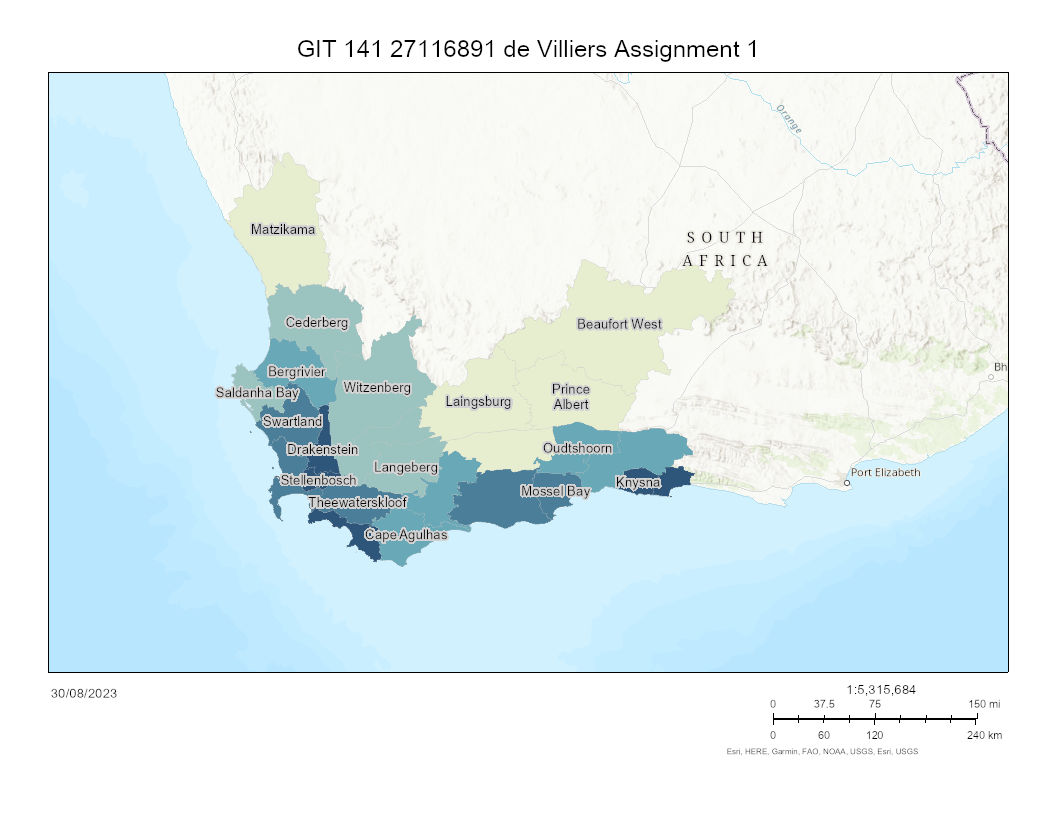 GIT 141 27116891 de Villiers Assignment 1
Orange
SOUTH
AFRICA
Matzikama
Cederberg
Beaufort West
Bergrivier
Bh
Saldanha Bay
Witzenberg
Prince
Albert
Laingsburg
Swartland
Drakenstein
Oudtshoorn
Langeberg
Port Elizabeth
Stellenbosch
Knysna
Mossel Bay
Theewaterskloof
Cape Agulhas
30/08/2023
1:5,315,684
0 37.5 75 150 mi
0 60 120 240 km
Esri, HERE, Garmin, FAO, NOAA, USGS, Esri, USGS